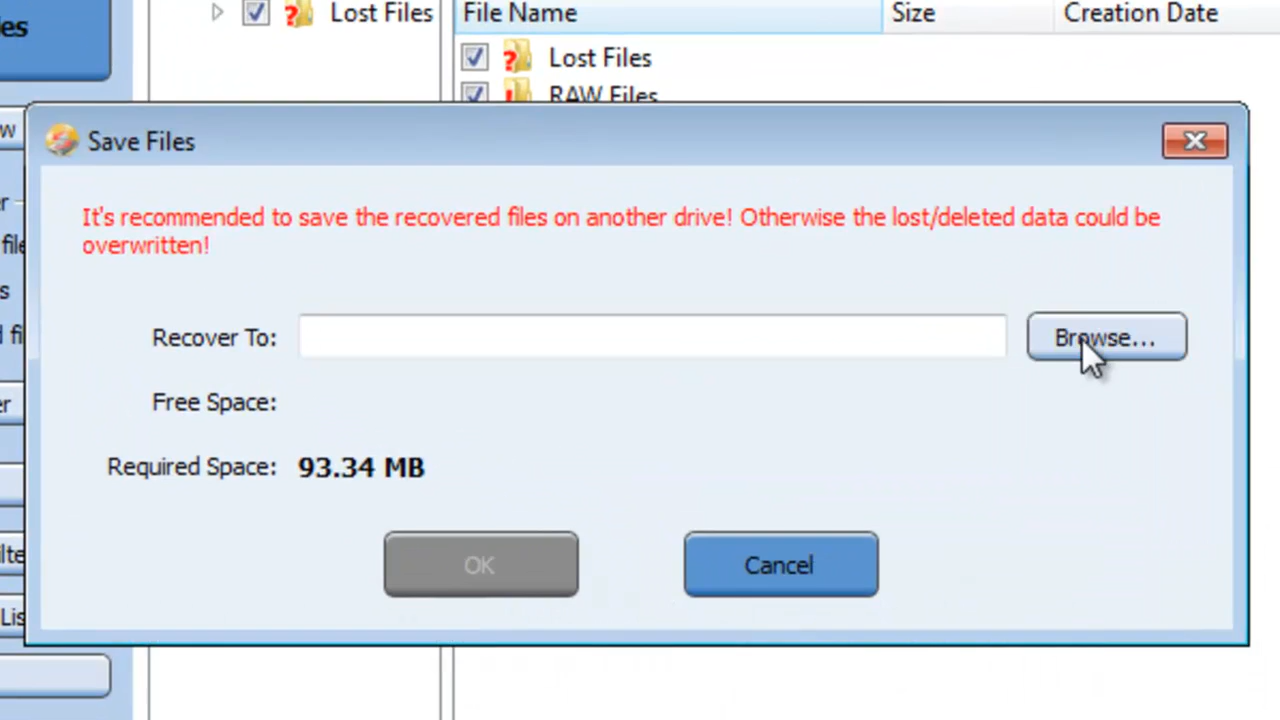 es
Lost Files
File Name
Size
Creation Date
Lost Files
RAW Files
Save Files
It's recommended to save the recovered files on another drive! Otherwise the lost/deleted data could be
overwritten!
Recover To:
Browse...
Free Space:
Required Space: 93.34 MB
OK
Cancel